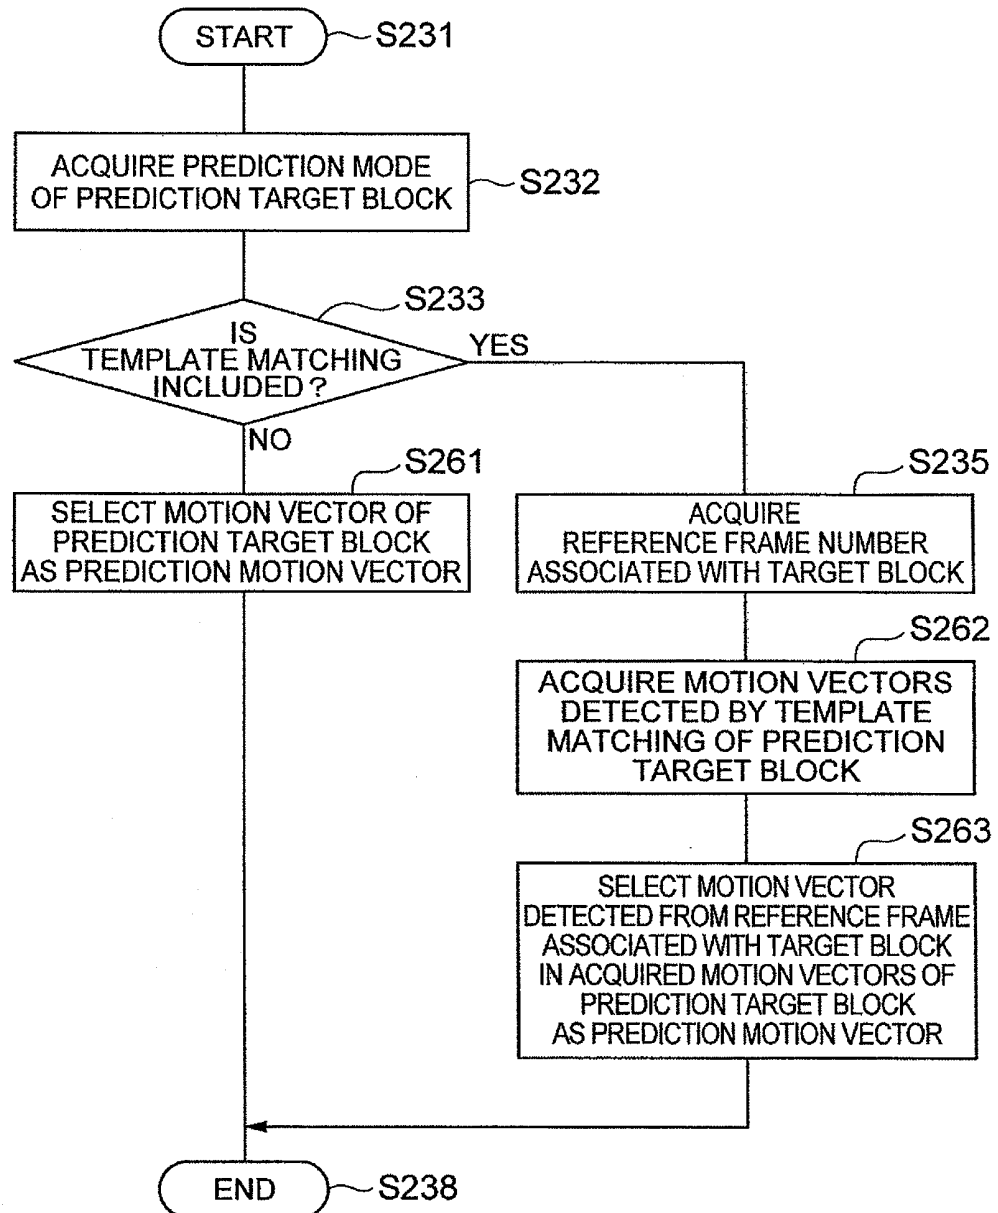 START
S231
ACQUIRE PREDICTION MODE
OF PREDICTION TARGET BLOCK
S232
S233
IS
TEMPLATE MATCHING
INCLUDED?
YES
NO
S261
SELECT MOTION VECTOR OF
PREDICTION TARGET BLOCK
AS PREDICTION MOTION VECTOR
S235
ACQUIRE
REFERENCE FRAME NUMBER
ASSOCIATED WITH TARGET BLOCK
S262
ACQUIRE MOTION VECTORS
DETECTED BY TEMPLATE
MATCHING OF PREDICTION
TARGET BLOCK
S263
SELECT MOTION VECTOR
DETECTED FROM REFERENCE FRAME
ASSOCIATED WITH TARGET BLOCK
IN ACQUIRED MOTION VECTORS OF
PREDICTION TARGET BLOCK
AS PREDICTION MOTION VECTOR
END
S238